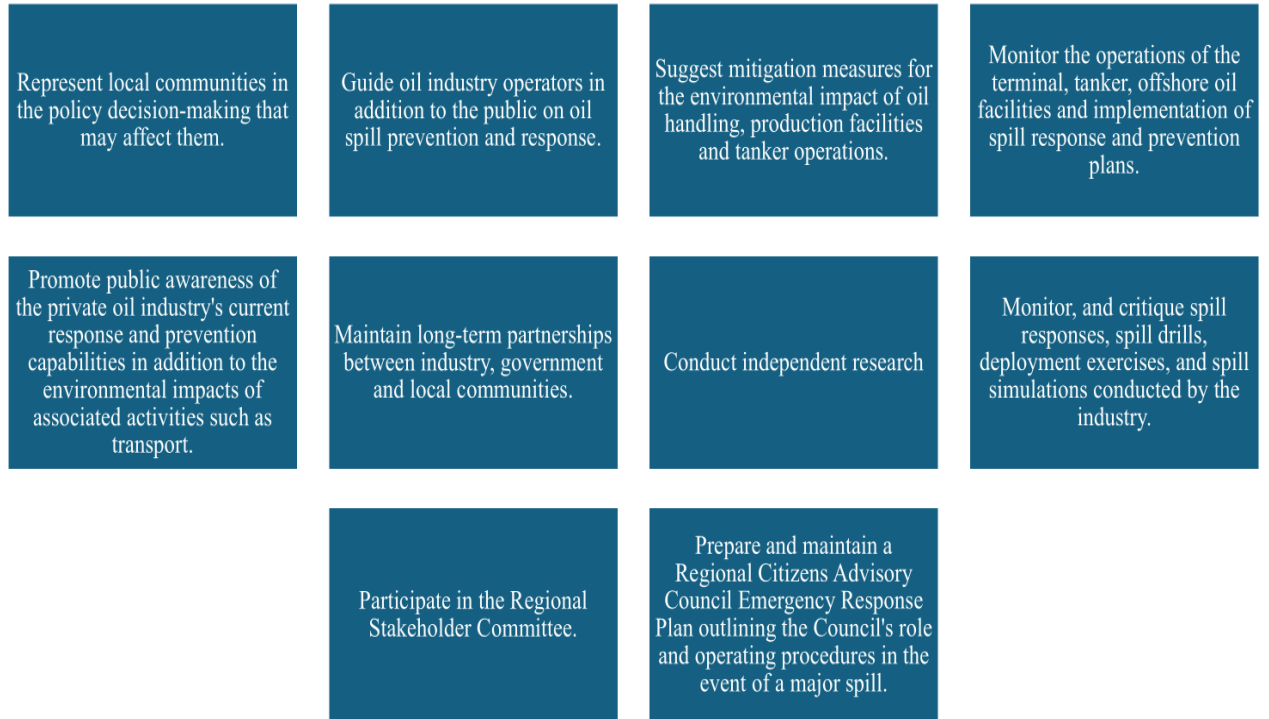 Represent local communities in
the policy decision-making that
may affect them.
Guide oil industry operators in
addition to the public on oil
spill prevention and response.
Suggest mitigation measures for
the environmental impact of oil
handling, production facilities
and tanker operations.
Monitor the operations of the
terminal, tanker, offshore oil
facilities and implementation of
spill response and prevention
plans.
Promote public awareness of
the private oil industry's current
response and prevention
capabilities in addition to the
environmental impacts of
associated activities such as
transport.
Maintain long-term partnerships
between industry, government
and local communities.
Conduct independent research
Monitor, and critique spill
responses, spill drills,
deployment exercises, and spill
simulations conducted by the
industry.
Participate in the Regional
Stakeholder Committee.
Prepare and maintain a
Regional Citizens Advisory
Council Emergency Response
Plan outlining the Council's role
and operating procedures in the
event of a major spill.